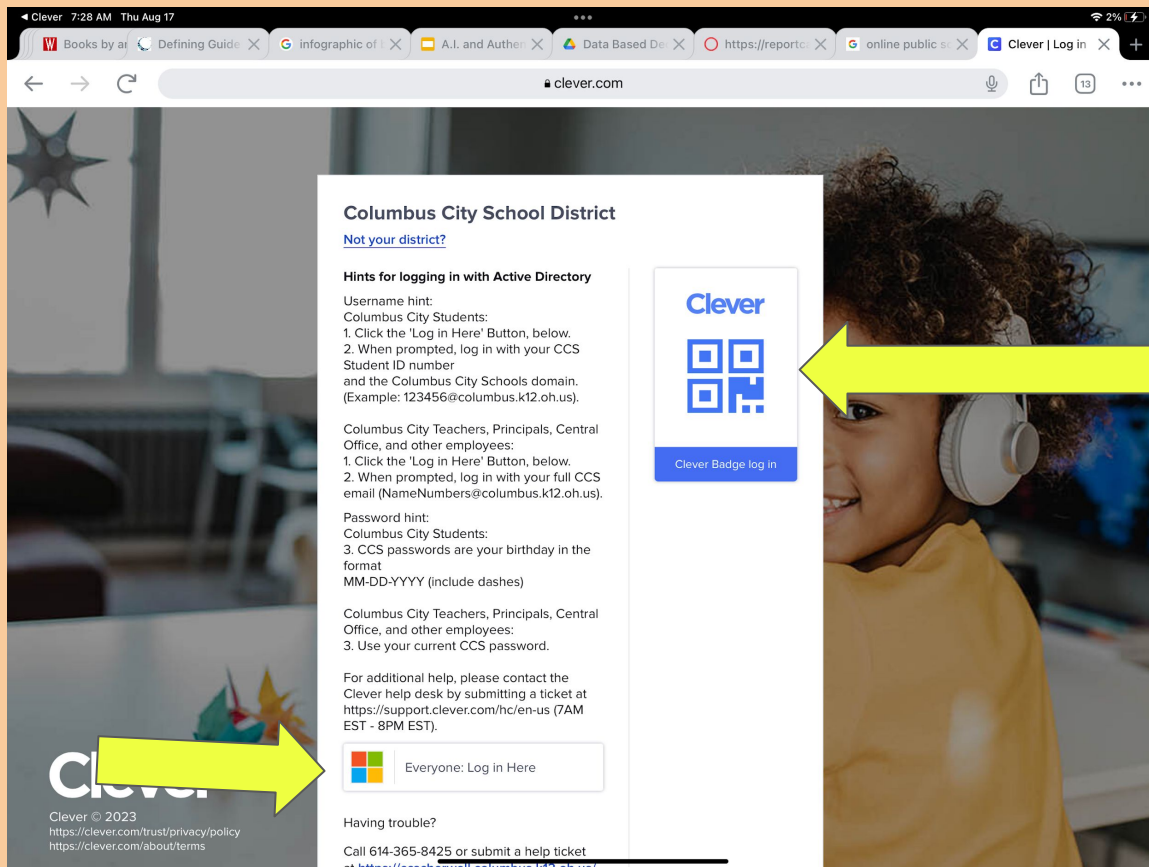 Clever 7:28 AM Thu Aug 17
2%
Books by ar
Defining Guide
infographic of
A.I. and Authen
Data Based De
https://reportc
online public s
Clever | Log in
clever.com
13
Columbus City School District
Not your district?
Hints for logging in with Active Directory
Username hint:
Columbus City Students:
1. Click the 'Log in Here' Button, below.
2. When prompted, log in with your CCS
Student ID number
and the Columbus City Schools domain.
(Example: 123456@columbus.k12.oh.us).
Columbus City Teachers, Principals, Central
Office, and other employees:
1. Click the 'Log in Here' Button, below.
2. When prompted, log in with your full CCS
email (NameNumbers@columbus.k12.oh.us).
Password hint:
Columbus City Students:
3. CCS passwords are your birthday in the
format
MM-DD-YYYY (include dashes)
Columbus City Teachers, Principals, Central
Office, and other employees:
3. Use your current CCS password.
For additional help, please contact the
Clever help desk by submitting a ticket at
https://support.clever.com/hc/en-us (7AM
EST - 8PM EST).
Everyone: Log in Here
Having trouble?
Call 614-365-8425 or submit a help ticket
Clever
Clever Badge log in
Clever
Clever © 2023
https://clever.com/trust/privacy/policy
https://clever.com/about/terms